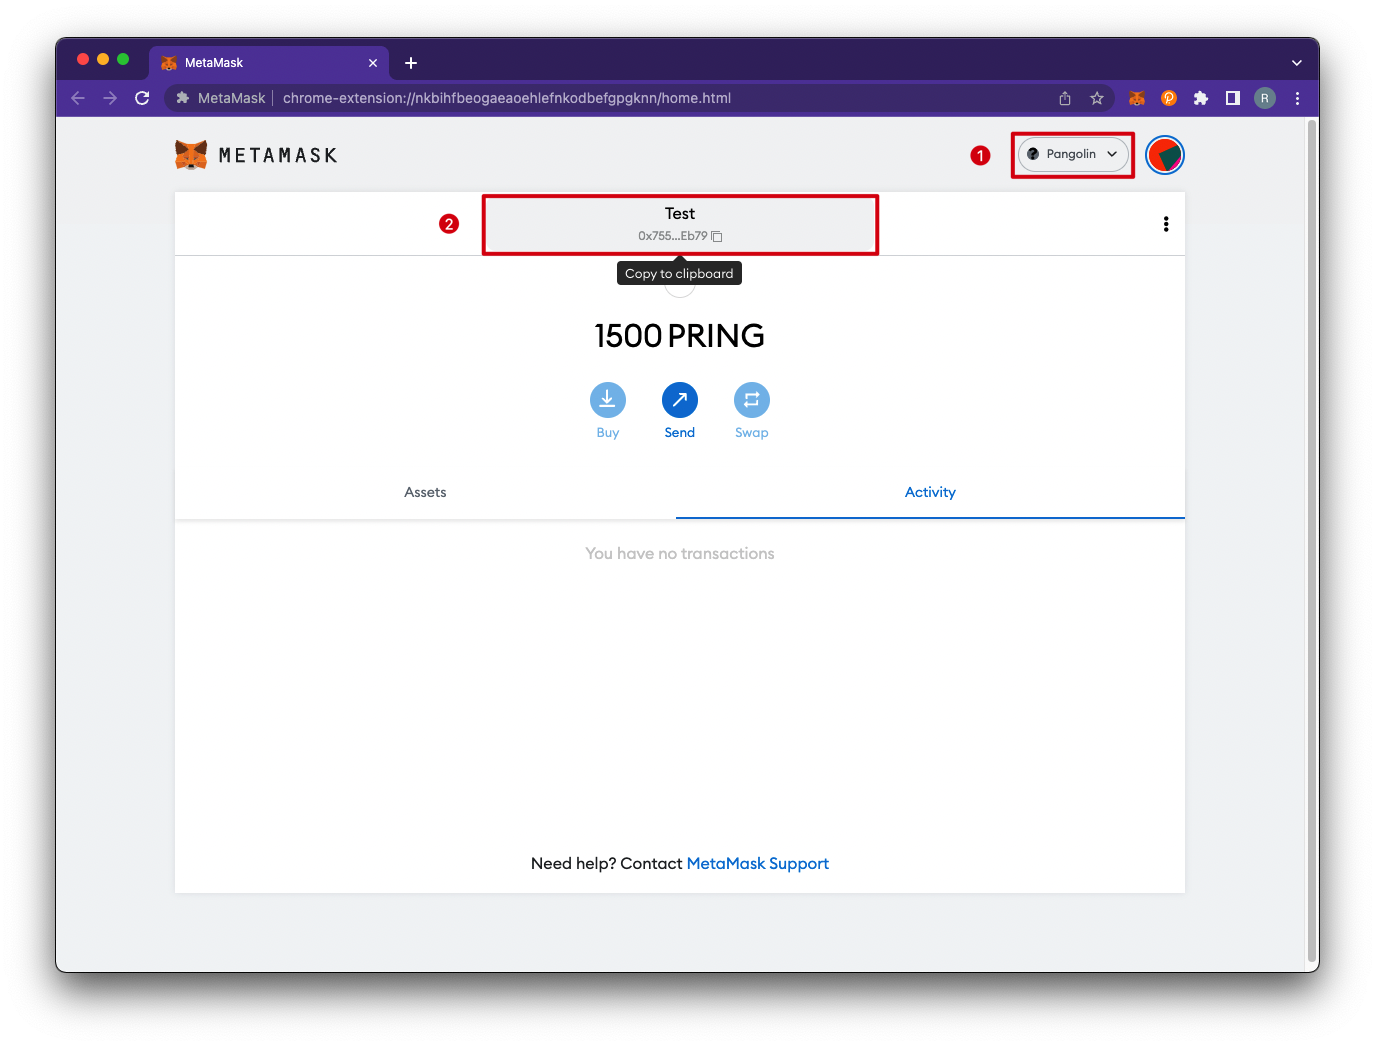 MetaMask
MetaMask chrome-extension://nkbihfbeogaeaoehlefnkodbefgpgknn/home.html
R
METAMASK
1
Pangolin
2
Test
0x755...Eb79
Copy to clipboard
1500 PRING
Buy Send Swap
Assets Activity
You have no transactions
Need help? Contact MetaMask Support